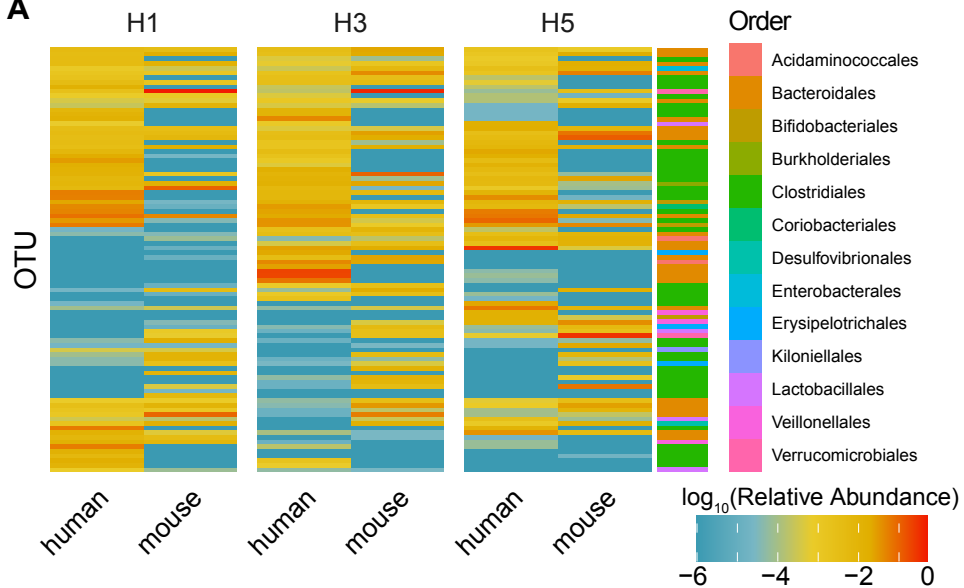 A
H1 H3 H5
OTU
human mouse human mouse human mouse
Order
Acidaminococcales
Bacteroidales
Bifidobacteriales
Burkholderiales
Clostridiales
Coriobacteriales
Desulfovibrionales
Enterobacterales
Erysipelotrichales
Kiloniellales
Lactobacillales
Veillonellales
Verrucomicrobiales
log₁₀(Relative Abundance)
−6 −4 −2 0